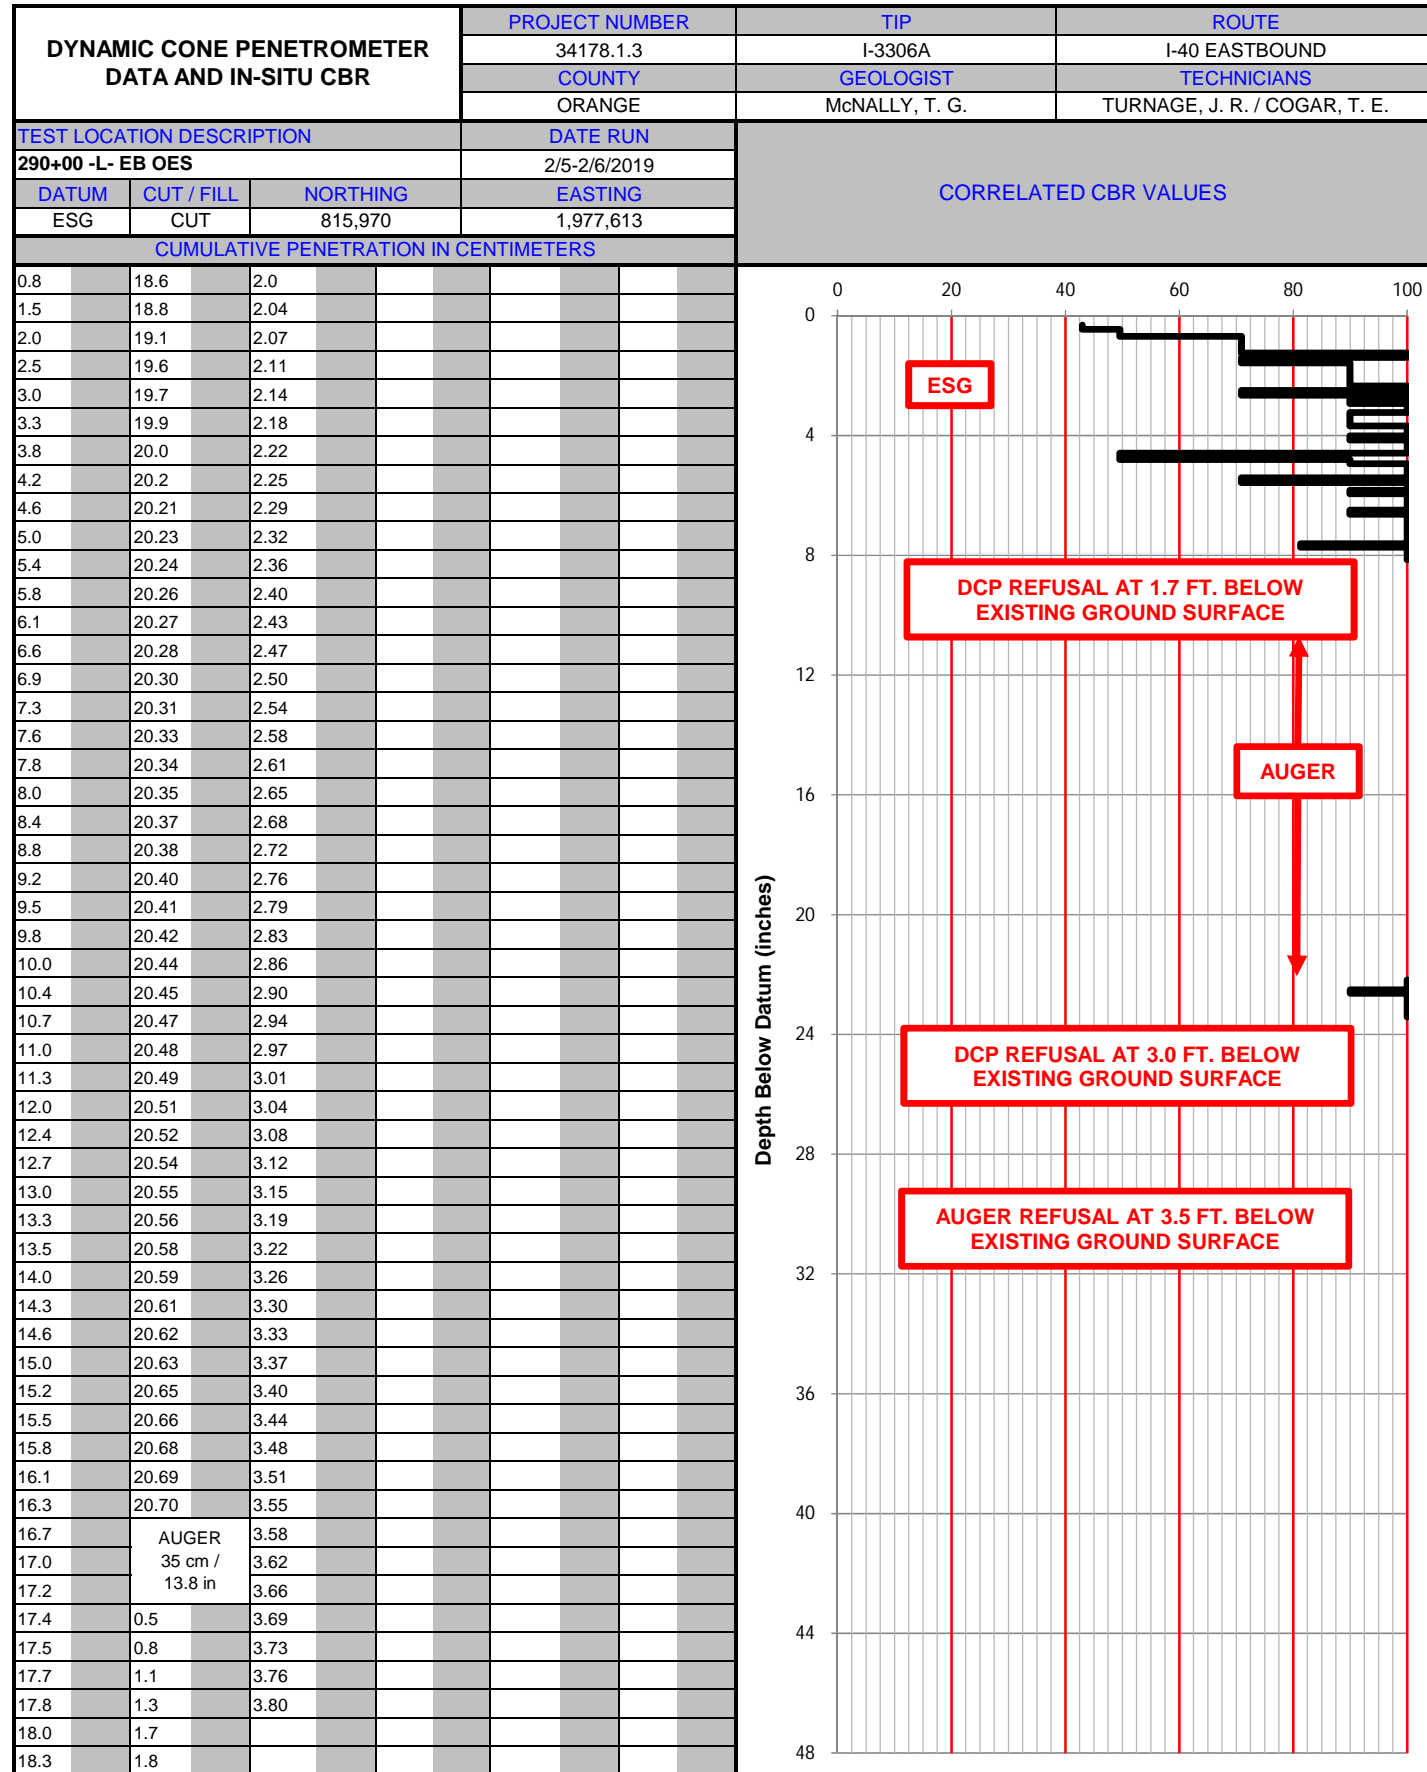 DYNAMIC CONE PENETROMETER
DATA AND IN-SITU CBR
PROJECT NUMBER TIP ROUTE
34178.1.3 I-3306A I-40 EASTBOUND
COUNTY GEOLOGIST TECHNICIANS
ORANGE McNALLY, T. G. TURNAGE, J. R. / COGAR, T. E.
TEST LOCATION DESCRIPTION DATE RUN
290+00 -L- EB OES 2/5-2/6/2019
DATUM CUT / FILL NORTHING EASTING
ESG CUT 815,970 1,977,613
CUMULATIVE PENETRATION IN CENTIMETERS
0.8 18.6 2.0
1.5 18.8 2.04
2.0 19.1 2.07
2.5 19.6 2.11
3.0 19.7 2.14
3.3 19.9 2.18
3.8 20.0 2.22
4.2 20.2 2.25
4.6 20.21 2.29
5.0 20.23 2.32
5.4 20.24 2.36
5.8 20.26 2.40
6.1 20.27 2.43
6.6 20.28 2.47
6.9 20.30 2.50
7.3 20.31 2.54
7.6 20.33 2.58
7.8 20.34 2.61
8.0 20.35 2.65
8.4 20.37 2.68
8.8 20.38 2.72
9.2 20.40 2.76
9.5 20.41 2.79
9.8 20.42 2.83
10.0 20.44 2.86
10.4 20.45 2.90
10.7 20.47 2.94
11.0 20.48 2.97
11.3 20.49 3.01
12.0 20.51 3.04
12.4 20.52 3.08
12.7 20.54 3.12
13.0 20.55 3.15
13.3 20.56 3.19
13.5 20.58 3.22
14.0 20.59 3.26
14.3 20.61 3.30
14.6 20.62 3.33
15.0 20.63 3.37
15.2 20.65 3.40
15.5 20.66 3.44
15.8 20.68 3.48
16.1 20.69 3.51
16.3 20.70 3.55
16.7 AUGER 3.58
17.0 35 cm / 3.62
17.2 13.8 in 3.66
17.4 0.5 3.69
17.5 0.8 3.73
17.7 1.1 3.76
17.8 1.3 3.80
18.0 1.7
18.3 1.8
CORRELATED CBR VALUES
0 20 40 60 80 100
0
4
8
12
16
20
24
28
32
36
40
44
48
Depth Below Datum (inches)
ESG
DCP REFUSAL AT 1.7 FT. BELOW
EXISTING GROUND SURFACE
AUGER
DCP REFUSAL AT 3.0 FT. BELOW
EXISTING GROUND SURFACE
AUGER REFUSAL AT 3.5 FT. BELOW
EXISTING GROUND SURFACE